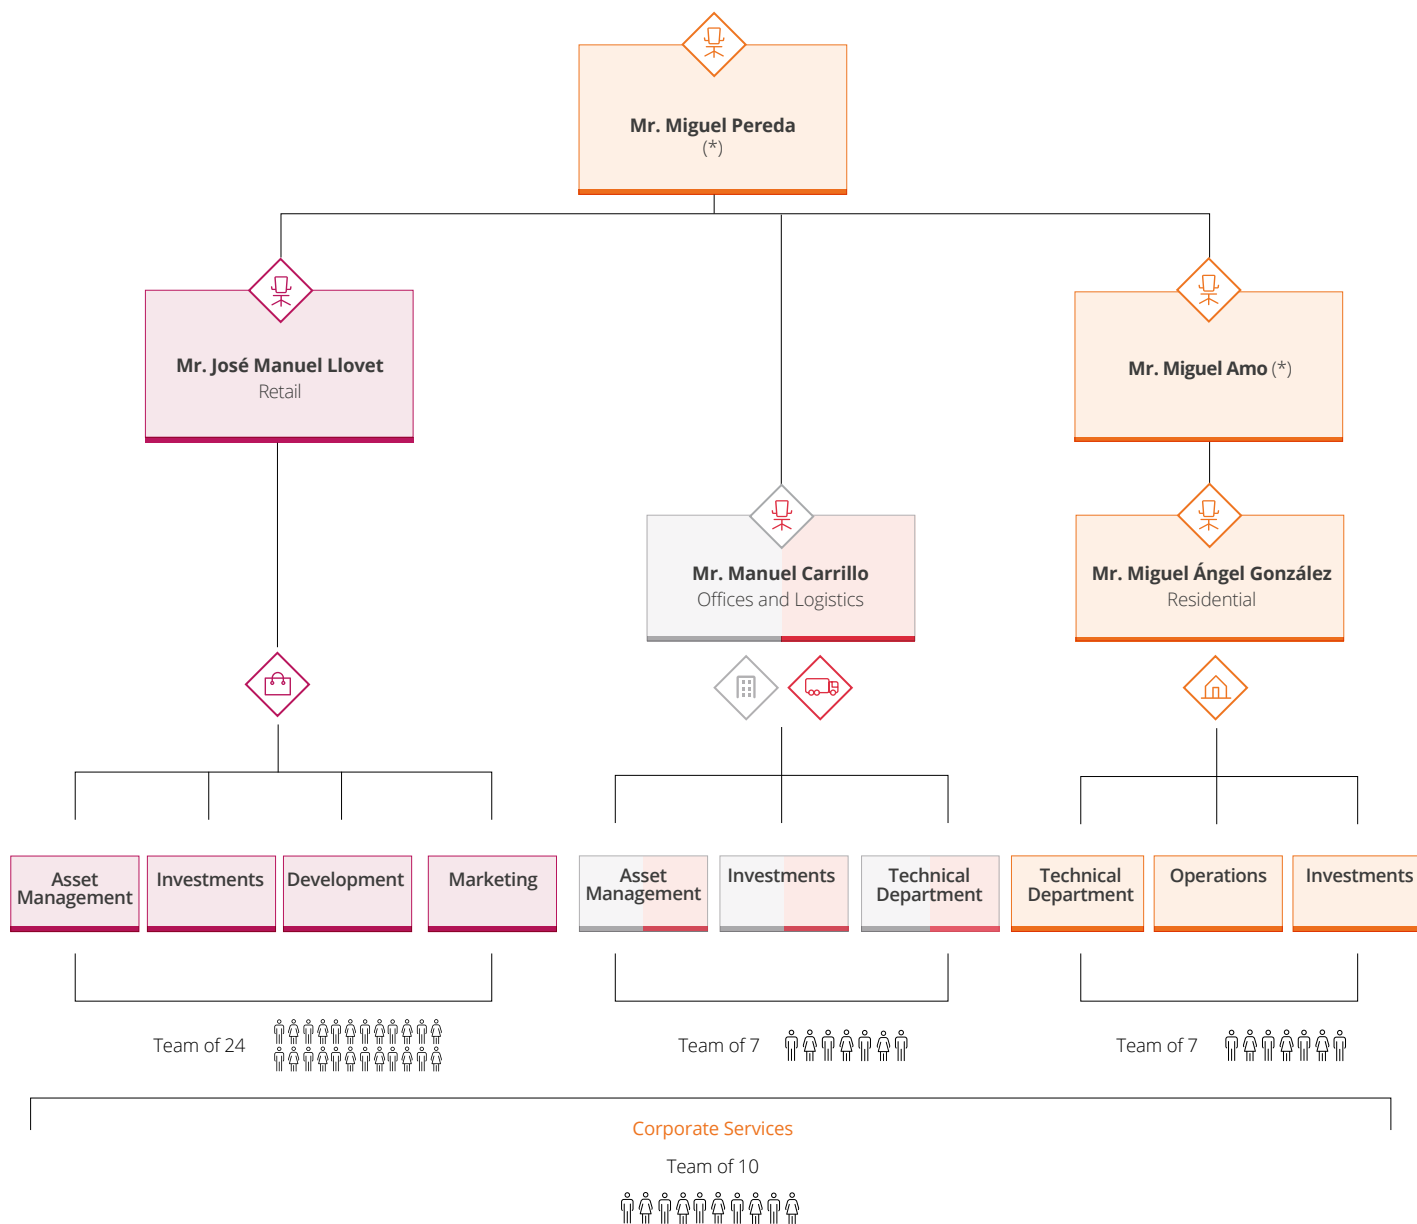 Mr. Miguel Pereda
(*)
Mr. José Manuel Llovet
Retail
Mr. Miguel Amo (*)
Mr. Manuel Carrillo
Offices and Logistics
Mr. Miguel Ángel González
Residential
Asset
Management
Investments
Development
Marketing
Asset
Management
Investments
Technical
Department
Technical
Department
Operations
Investments
Team of 24
Team of 7
Team of 7
Corporate Services
Team of 10